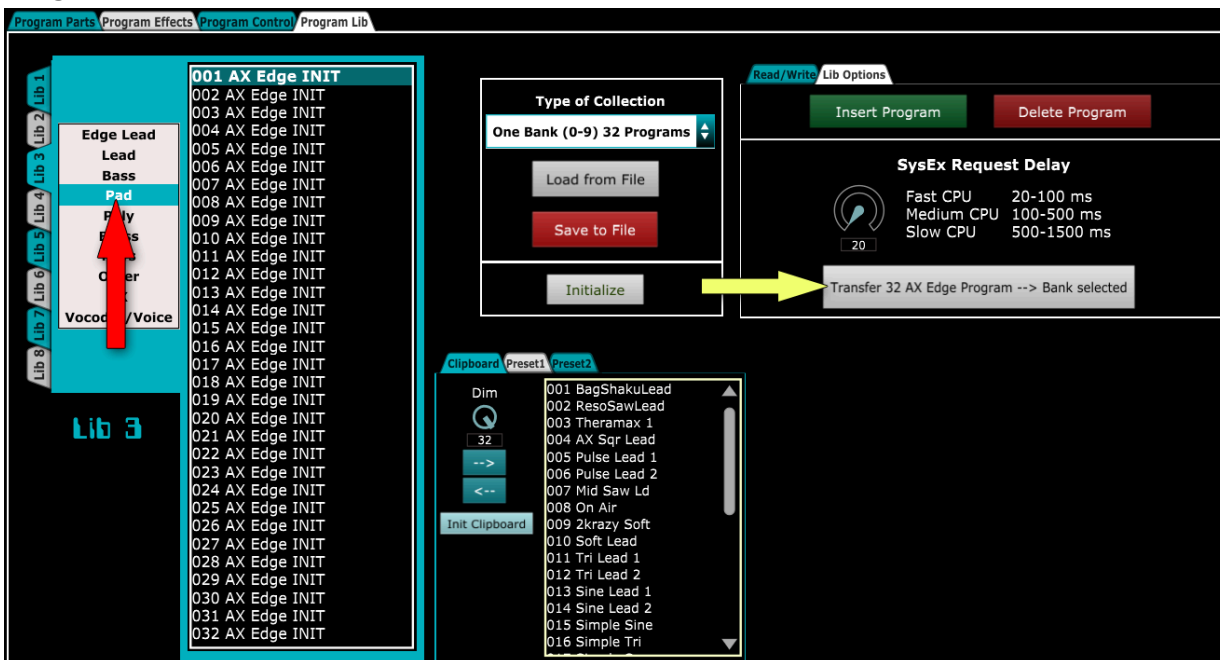 Program Parts Program Effects Program Control Program Lib
Lib 1
Lib 2
Lib 3
Lib 4
Lib 5
Lib 6
Lib 7
Lib 8
Edge Lead
Lead
Bass
Pad
Vocod /Voice
Lib 3
001 AX Edge INIT
002 AX Edge INIT
003 AX Edge INIT
004 AX Edge INIT
005 AX Edge INIT
006 AX Edge INIT
007 AX Edge INIT
008 AX Edge INIT
009 AX Edge INIT
010 AX Edge INIT
011 AX Edge INIT
012 AX Edge INIT
013 AX Edge INIT
014 AX Edge INIT
015 AX Edge INIT
016 AX Edge INIT
017 AX Edge INIT
018 AX Edge INIT
019 AX Edge INIT
020 AX Edge INIT
021 AX Edge INIT
022 AX Edge INIT
023 AX Edge INIT
024 AX Edge INIT
025 AX Edge INIT
026 AX Edge INIT
027 AX Edge INIT
028 AX Edge INIT
029 AX Edge INIT
030 AX Edge INIT
031 AX Edge INIT
032 AX Edge INIT
Type of Collection
One Bank (0-9) 32 Programs
Load from File
Save to File
Initialize
Read/Write Lib Options
Insert Program Delete Program
SysEx Request Delay
Fast CPU 20-100 ms
Medium CPU 100-500 ms
Slow CPU 500-1500 ms
20
Transfer 32 AX Edge Program --> Bank selected
Clipboard Preset1 Preset2
Dim
32
-->
<--
Init Clipboard
001 BagShakuLead
002 ResoSawLead
003 Theramax 1
004 AX Sqr Lead
005 Pulse Lead 1
006 Pulse Lead 2
007 Mid Saw Ld
008 On Air
009 2krazy Soft
010 Soft Lead
011 Tri Lead 1
012 Tri Lead 2
013 Sine Lead 1
014 Sine Lead 2
015 Simple Sine
016 Simple Tri